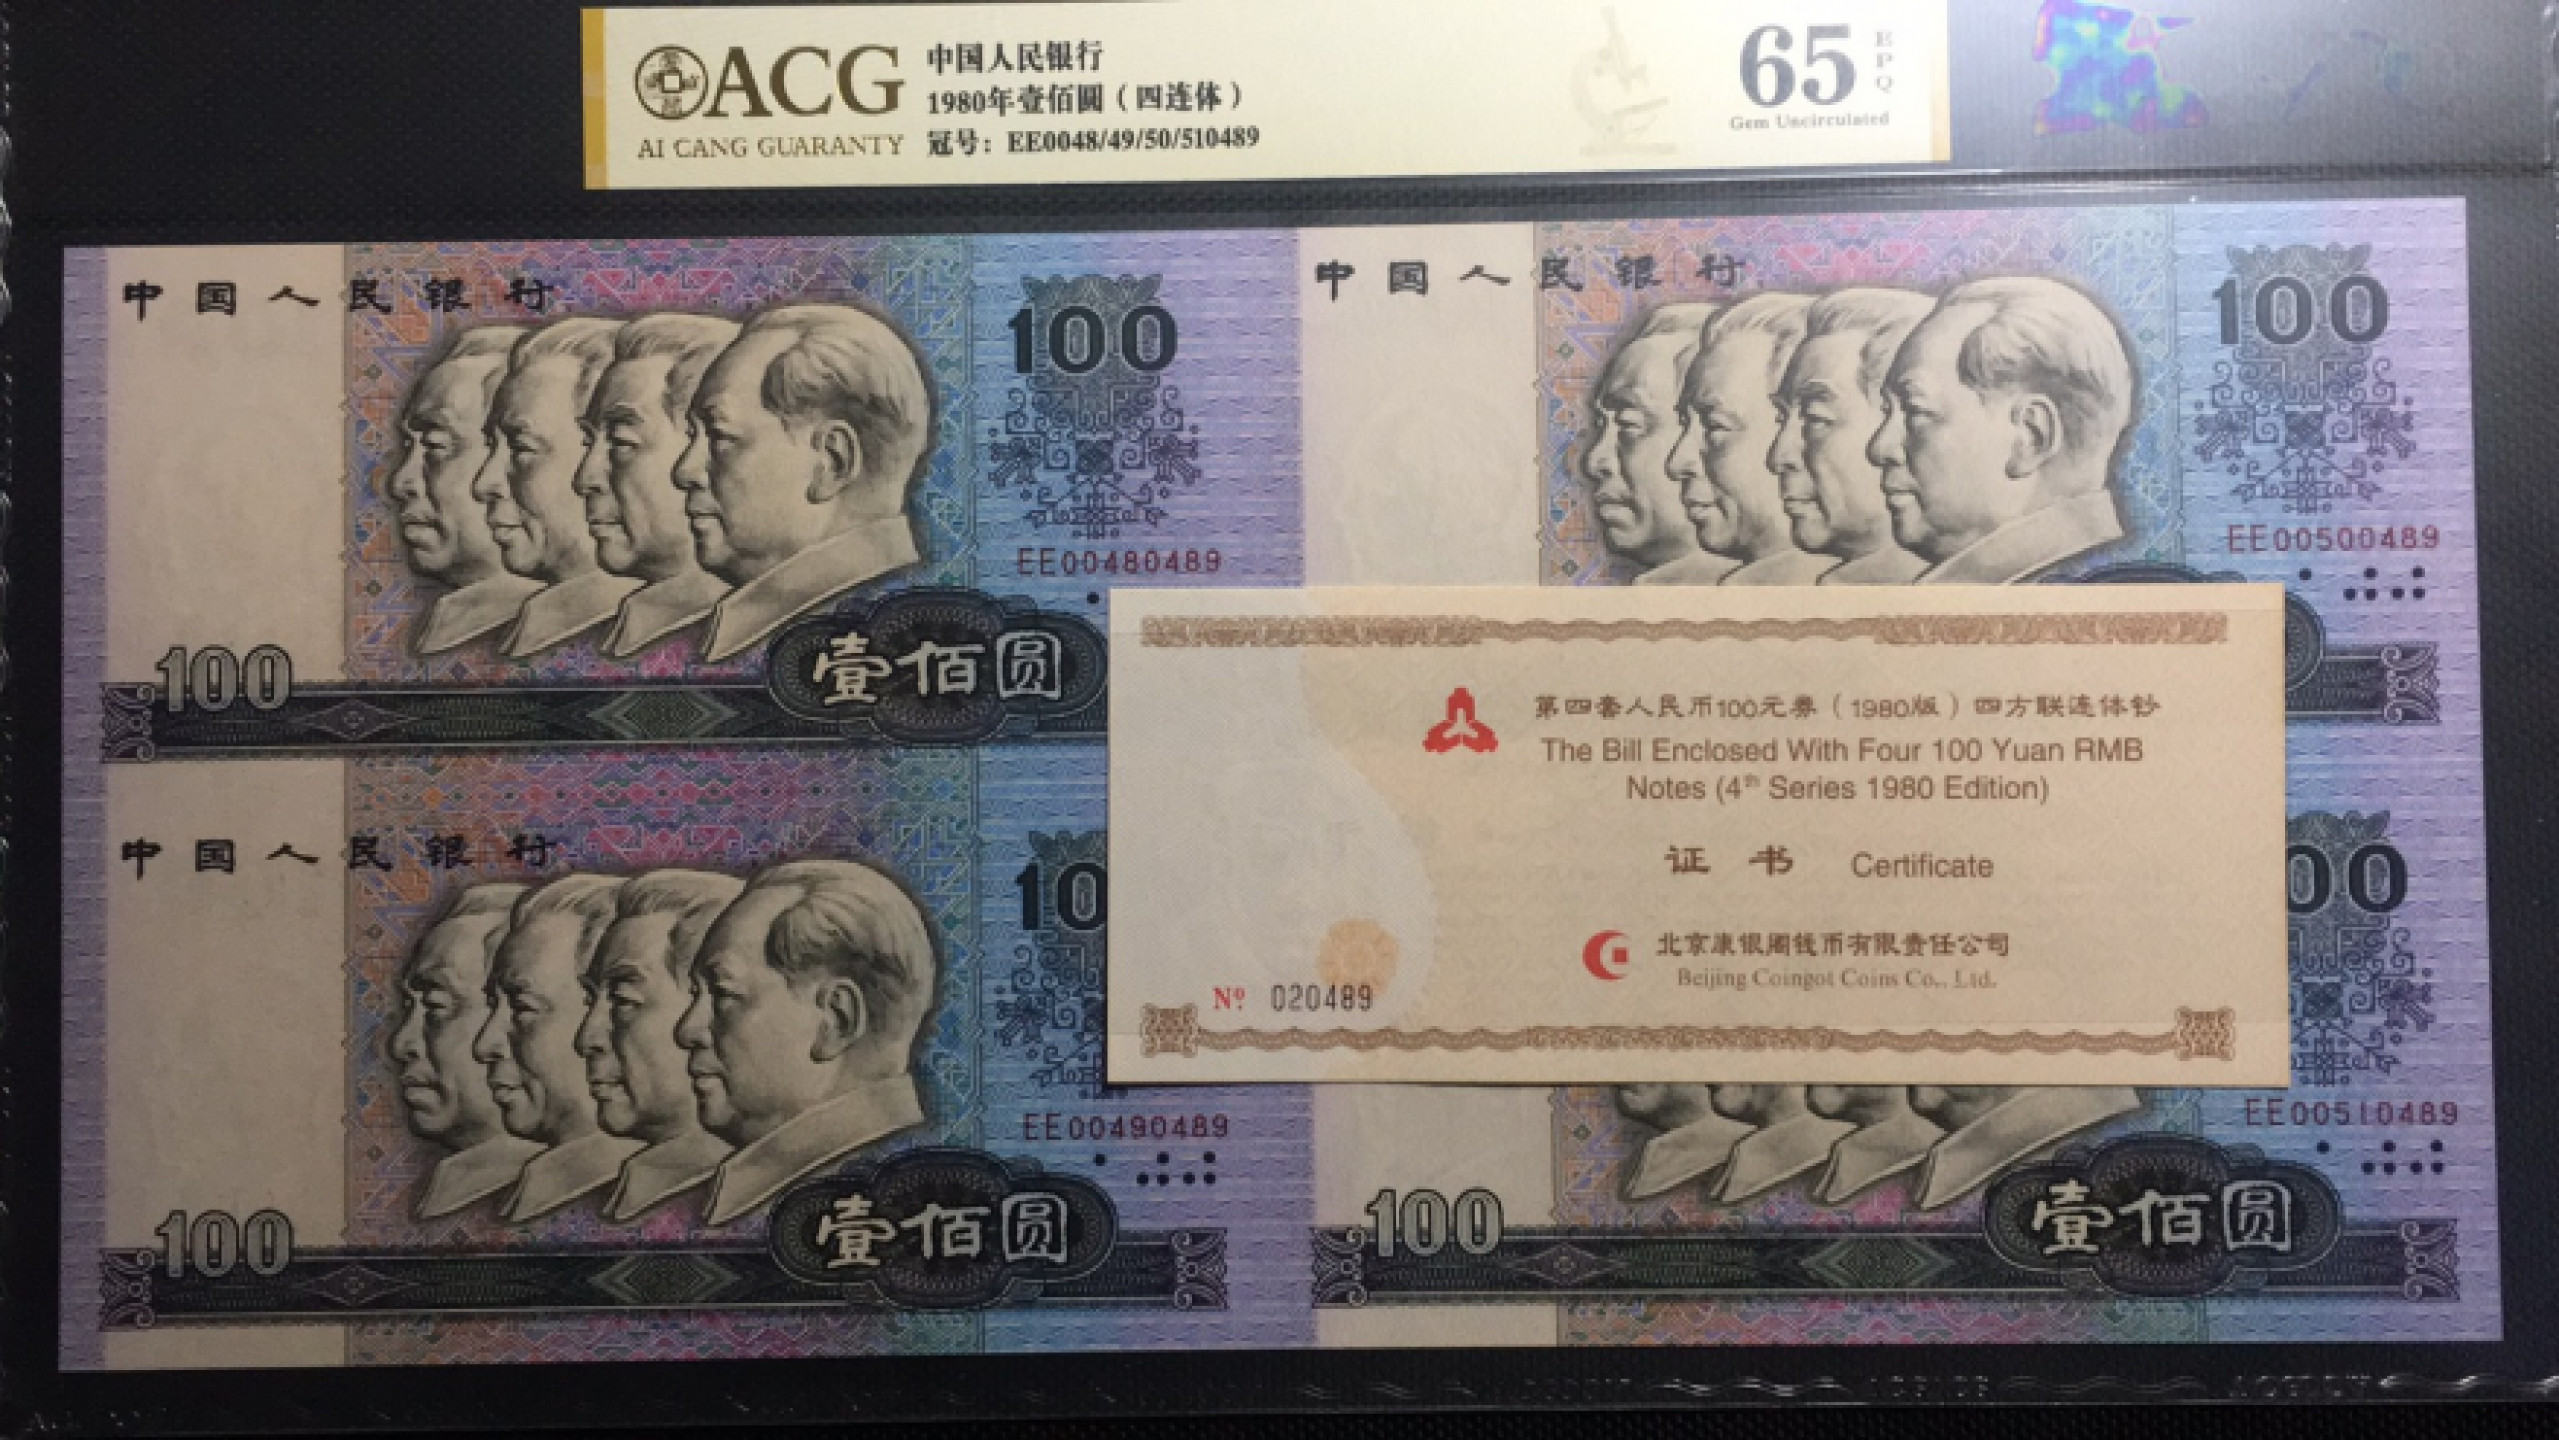 ACG
AI CANG GUARANTY
中国人民银行
1980年壹佰圆（四连体）
冠号：EE0048/49/50/510489
65
EPQ
Gem Uncirculated
中国人民银行
100
EE00480489
100
壹佰圆
中国人民银行
100
EE00500489
中国人民银行
10
EE00490489
100
壹佰圆
第四套人民币100元券（1980版）四方联连体钞
The Bill Enclosed With Four 100 Yuan RMB
Notes (4th Series 1980 Edition)
证书 Certificate
北京康银阁钱币有限责任公司
Beijing Coingot Coins Co., Ltd.
Nº 020489
00
EE00510489
100
壹佰圆